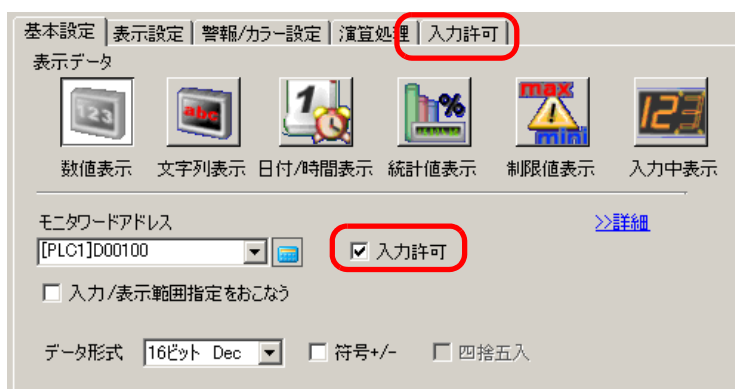 基本設定 表示設定 警報/カラー設定 演算処理 入力許可
表示データ
123 abc 1 % max mini 123
数値表示 文字列表示 日付/時間表示 統計値表示 制限値表示 入力中表示
モニタワードアドレス >>詳細
[PLC1]D00100 入力許可
入力/表示範囲指定をおこなう
データ形式 16ビット Dec 符号+/- 四捨五入